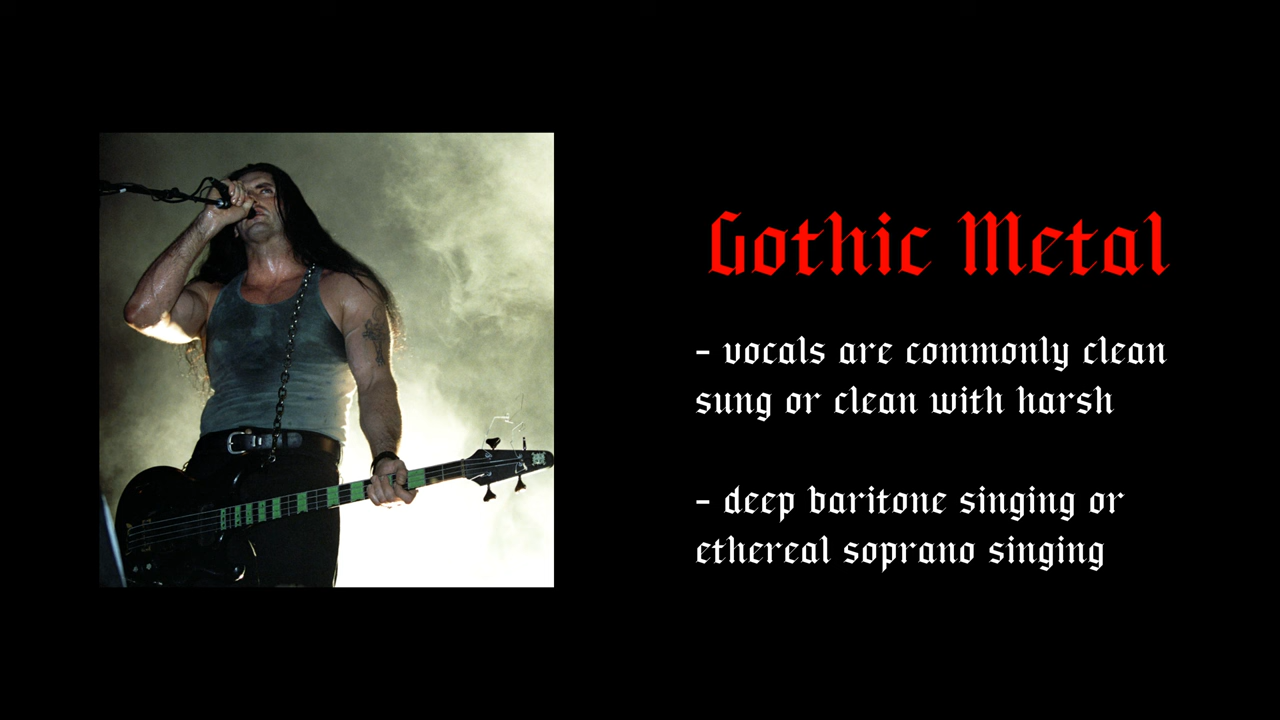 Gothic Metal
- vocals are commonly clean
sung or clean with harsh
- deep baritone singing or
ethereal soprano singing